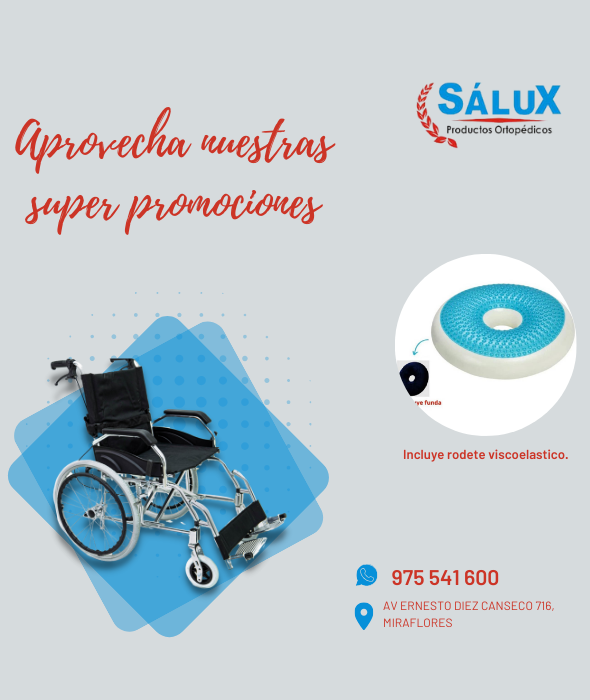 SÁLUX
Productos Ortopédicos
Aprovecha nuestras
super promociones
funda
Incluye rodete viscoelastico.
975 541 600
AV ERNESTO DIEZ CANSECO 716,
MIRAFLORES